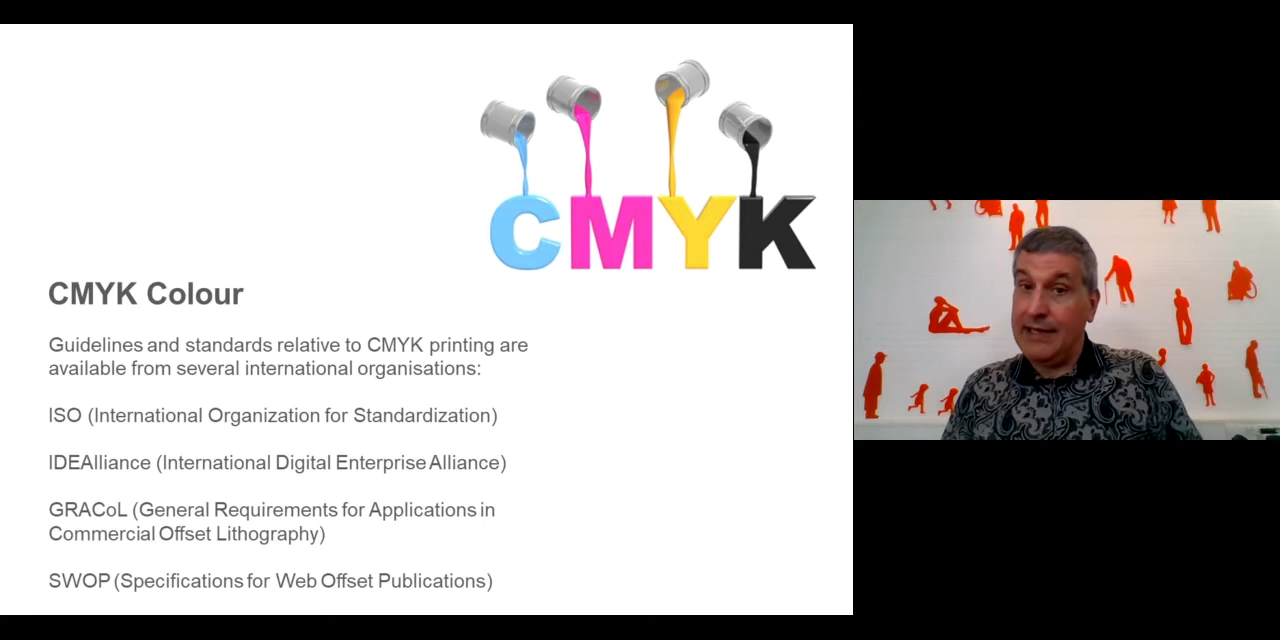 CMYK
CMYK Colour
Guidelines and standards relative to CMYK printing are
available from several international organisations:
ISO (International Organization for Standardization)
IDEAlliance (International Digital Enterprise Alliance)
GRACoL (General Requirements for Applications in
Commercial Offset Lithography)
SWOP (Specifications for Web Offset Publications)